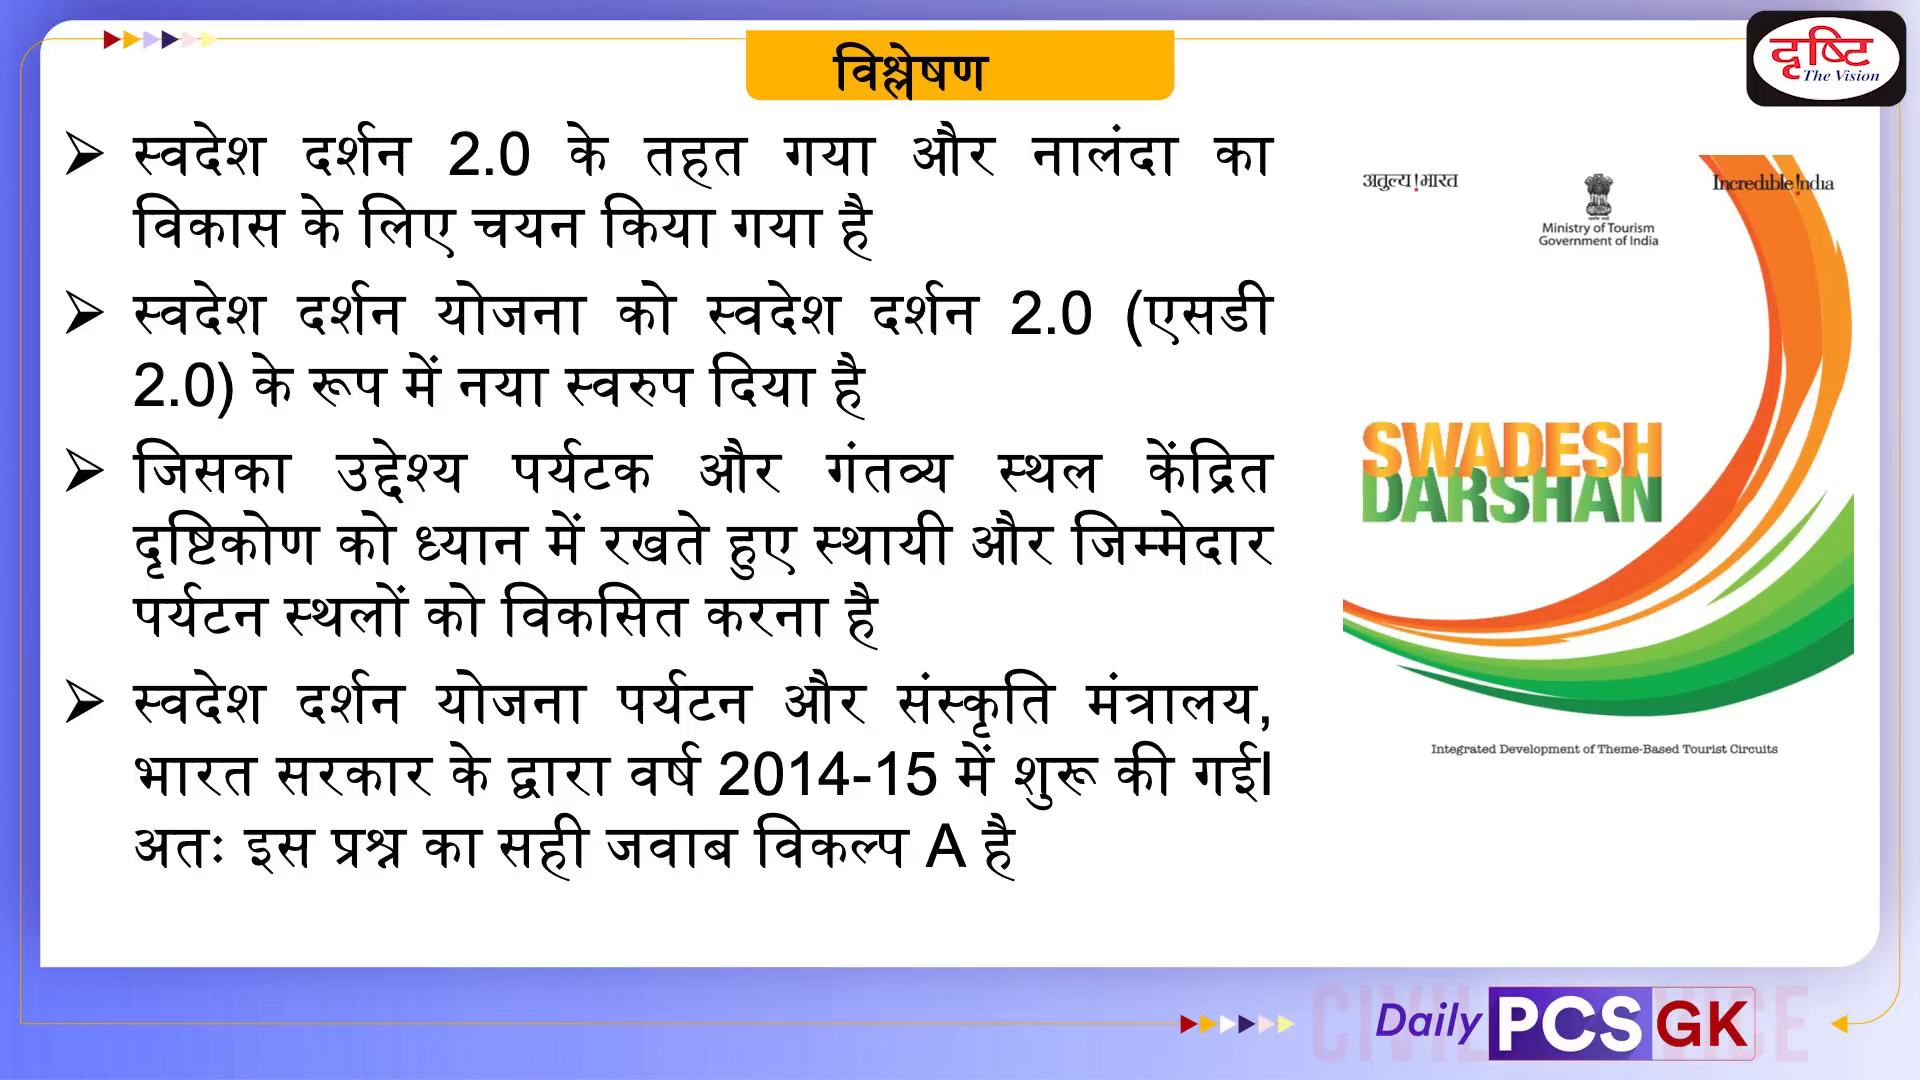 विश्लेषण
दृष्टि
The Vision
स्वदेश दर्शन 2.0 के तहत गया और नालंदा का
विकास के लिए चयन किया गया है
स्वदेश दर्शन योजना को स्वदेश दर्शन 2.0 (एसडी
2.0) के रूप में नया स्वरुप दिया है
जिसका उद्देश्य पर्यटक और गंतव्य स्थल केंद्रित
दृष्टिकोण को ध्यान में रखते हुए स्थायी और जिम्मेदार
पर्यटन स्थलों को विकसित करना है
स्वदेश दर्शन योजना पर्यटन और संस्कृति मंत्रालय,
भारत सरकार के द्वारा वर्ष 2014-15 में शुरू की गई।
अतः इस प्रश्न का सही जवाब विकल्प A है
अतुल्य!भारत
Incredible!ndia
Ministry of Tourism
Government of India
SWADESH
DARSHAN
Integrated Development of Theme-Based Tourist Circuits
Daily PCS GK